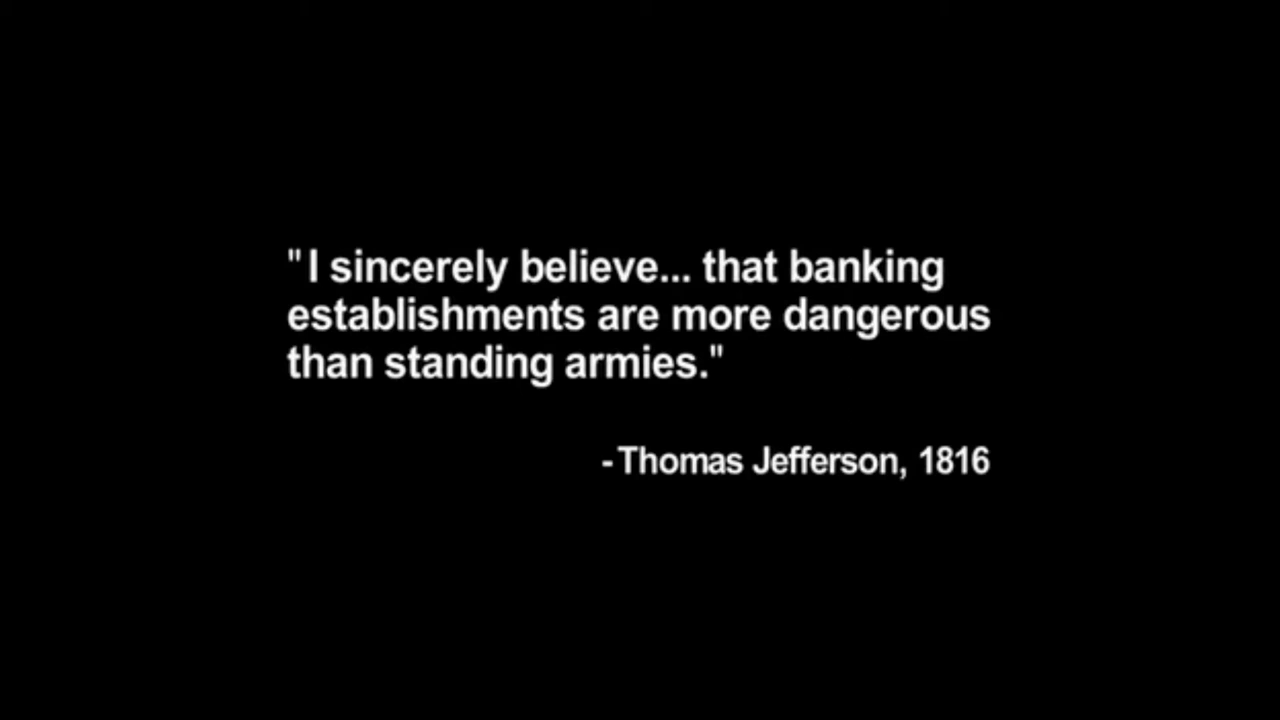 "I sincerely believe... that banking
establishments are more dangerous
than standing armies."
-Thomas Jefferson, 1816